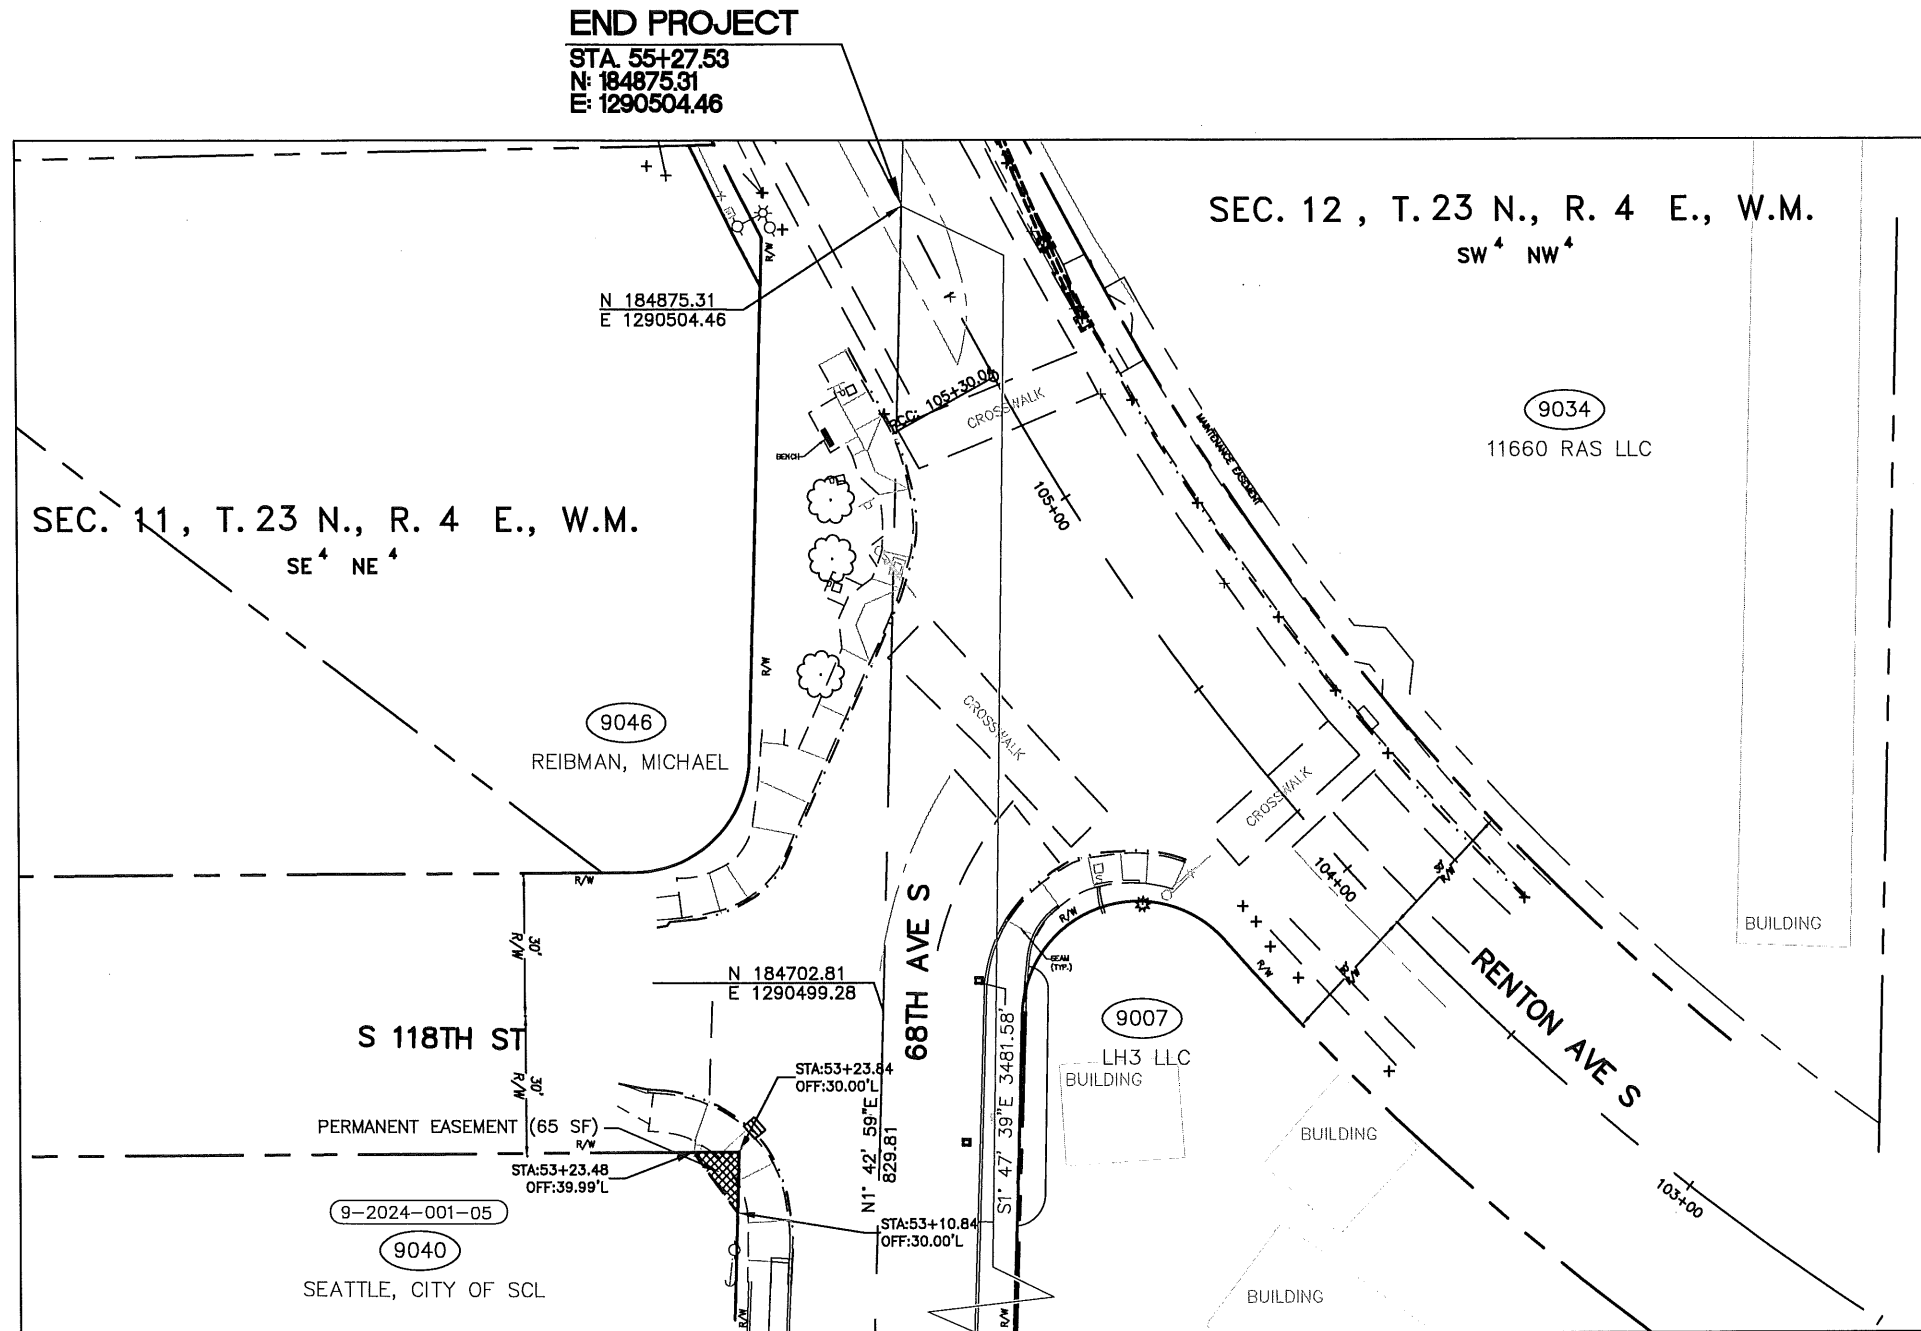 END PROJECT
STA. 55+27.53
N: 184875.31
E: 1290504.46
SEC. 12 , T. 23 N., R. 4 E., W.M.
SW 4 NW 4
R/W
N 184875.31
E 1290504.46
PCC: 105+30.00
CROSSWALK
BENCH
MAINTENANCE EASEMENT
9034
11660 RAS LLC
105+00
SEC. 11 , T. 23 N., R. 4 E., W.M.
SE 4 NE 4
R/W
9046
REIBMAN, MICHAEL
CROSSWALK
CROSSWALK
104+00
R/W
R/W
R/W
R/W
R/W
BUILDING
30'
R/W
SEAM
(TYP.)
N 184702.81
E 1290499.28
68TH AVE S
RENTON AVE S
S 118TH ST
9007
LH3 LLC
BUILDING
30'
R/W
STA:53+23.84
OFF:30.00'L
N1° 42' 59"E
829.81
S1° 47' 39"E 3481.58'
PERMANENT EASEMENT (65 SF)
R/W
STA:53+23.48
OFF:39.99'L
BUILDING
103+00
9-2024-001-05
9040
SEATTLE, CITY OF SCL
STA:53+10.84
OFF:30.00'L
BUILDING
R/W
R/W